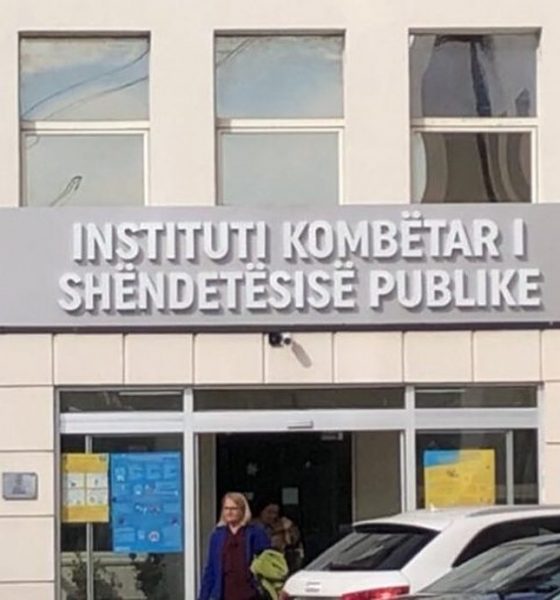 INSTITUTI KOMBËTAR I
SHËNDETËSISË PUBLIKE